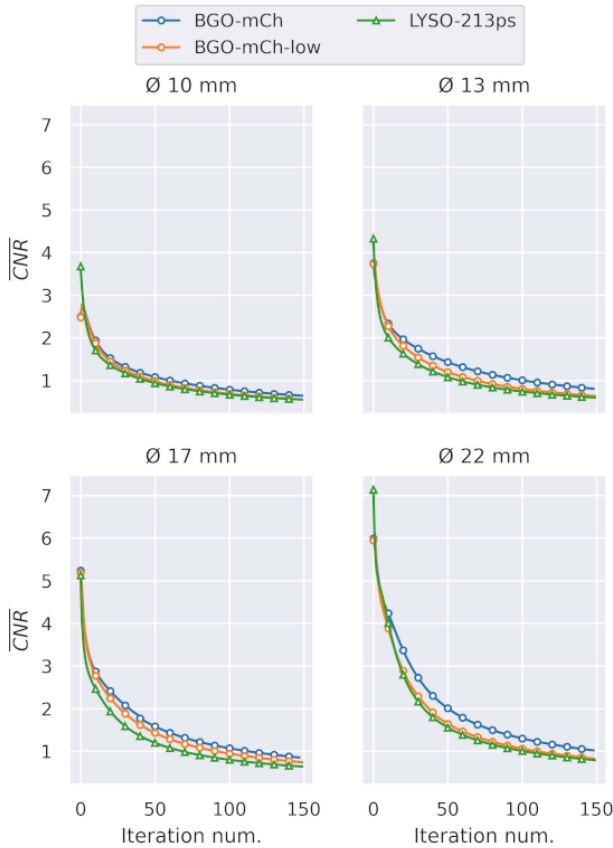 BGO-mCh
BGO-mCh-low
LYSO-213ps
Ø 10 mm
Ø 13 mm
7
6
5
4
3
2
1
CNR
Ø 17 mm
Ø 22 mm
7
6
5
4
3
2
1
CNR
0 50 100 150
0 50 100 150
Iteration num.
Iteration num.